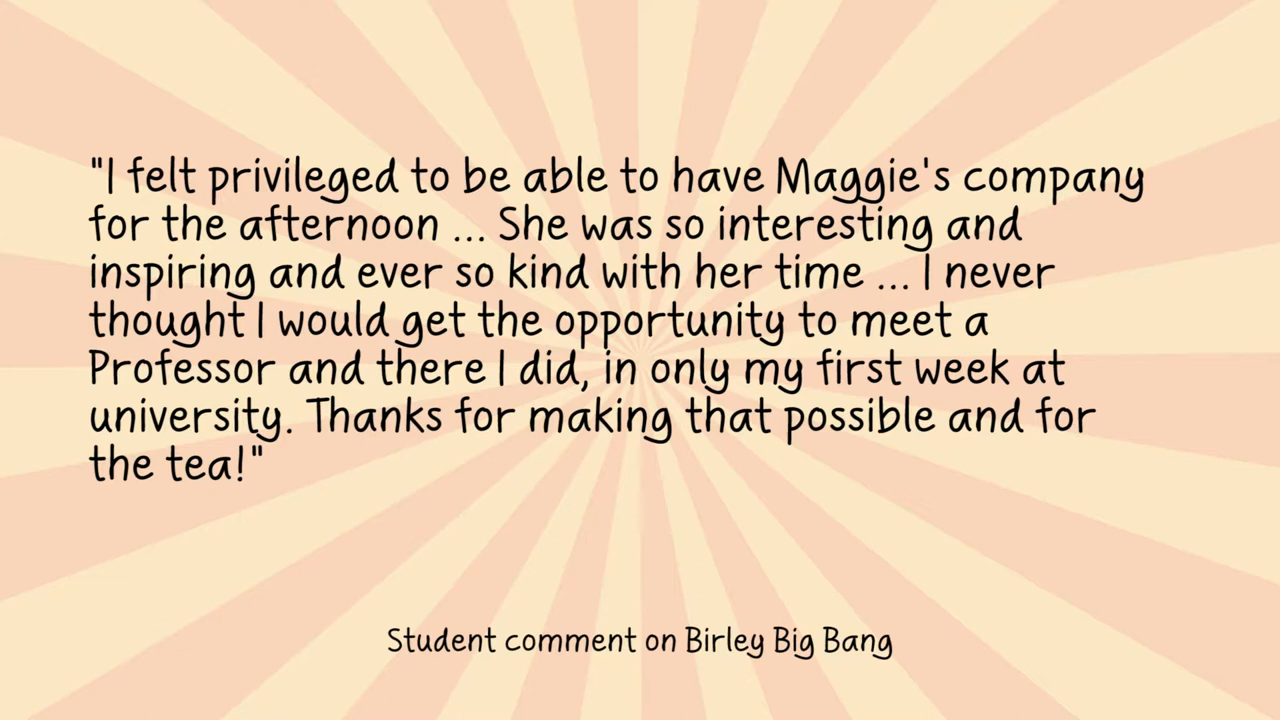 "I felt privileged to be able to have Maggie's company
for the afternoon ... She was so interesting and
inspiring and ever so kind with her time ... I never
thought I would get the opportunity to meet a
Professor and there I did, in only my first week at
university. Thanks for making that possible and for
the tea!"
Student comment on Birley Big Bang